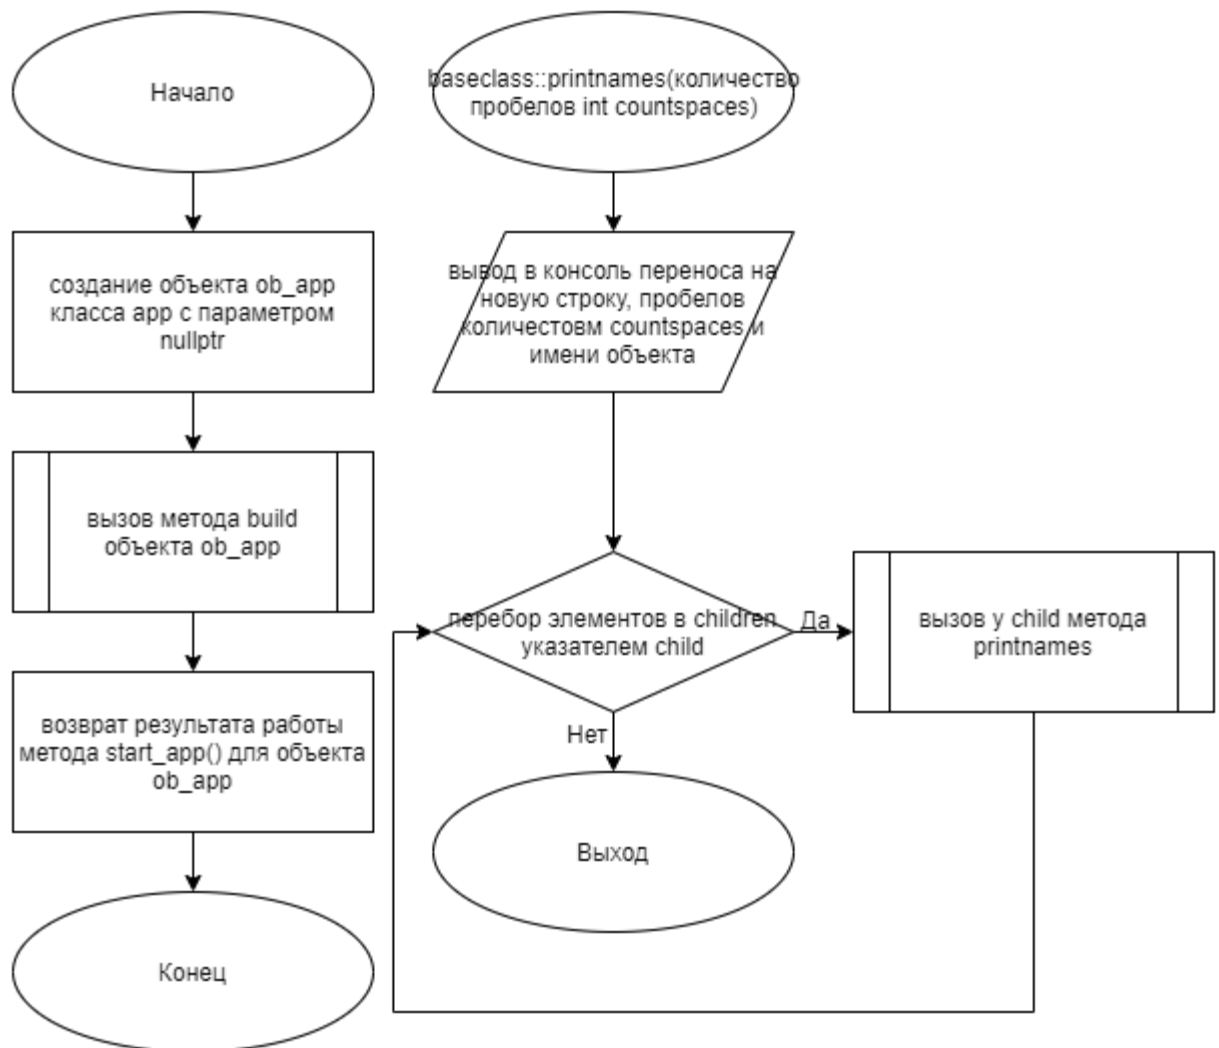 Начало
создание объекта ob_app
класса app с параметром
nullptr
вызов метода build
объекта ob_app
возврат результата работы
метода start_app() для объекта
ob_app
Конец
baseclass::printnames(количество
пробелов int countspaces)
вывод в консоль переноса на
новую строку, пробелов
количестовм countspaces и
имени объекта
перебор элементов в children
указателем child
Да
вызов у child метода
printnames
Нет
Выход